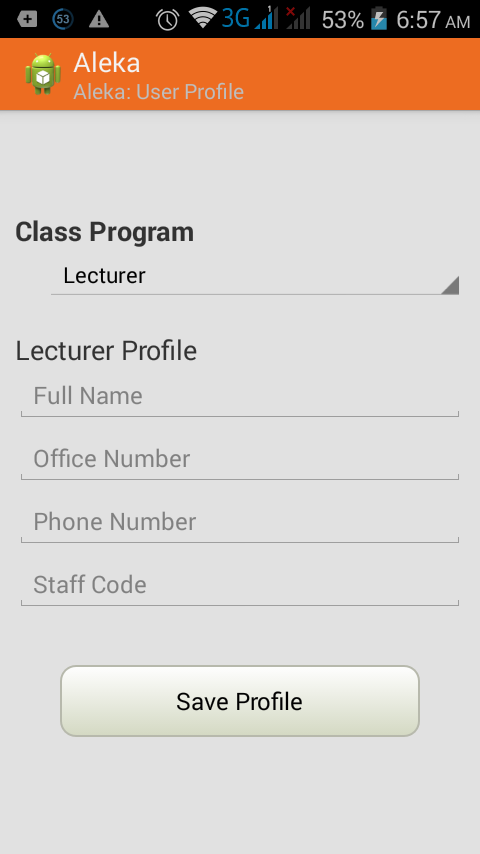 53 3G 1 53% 6:57 AM
Aleka
Aleka: User Profile
Class Program
Lecturer
Lecturer Profile
Full Name
Office Number
Phone Number
Staff Code
Save Profile